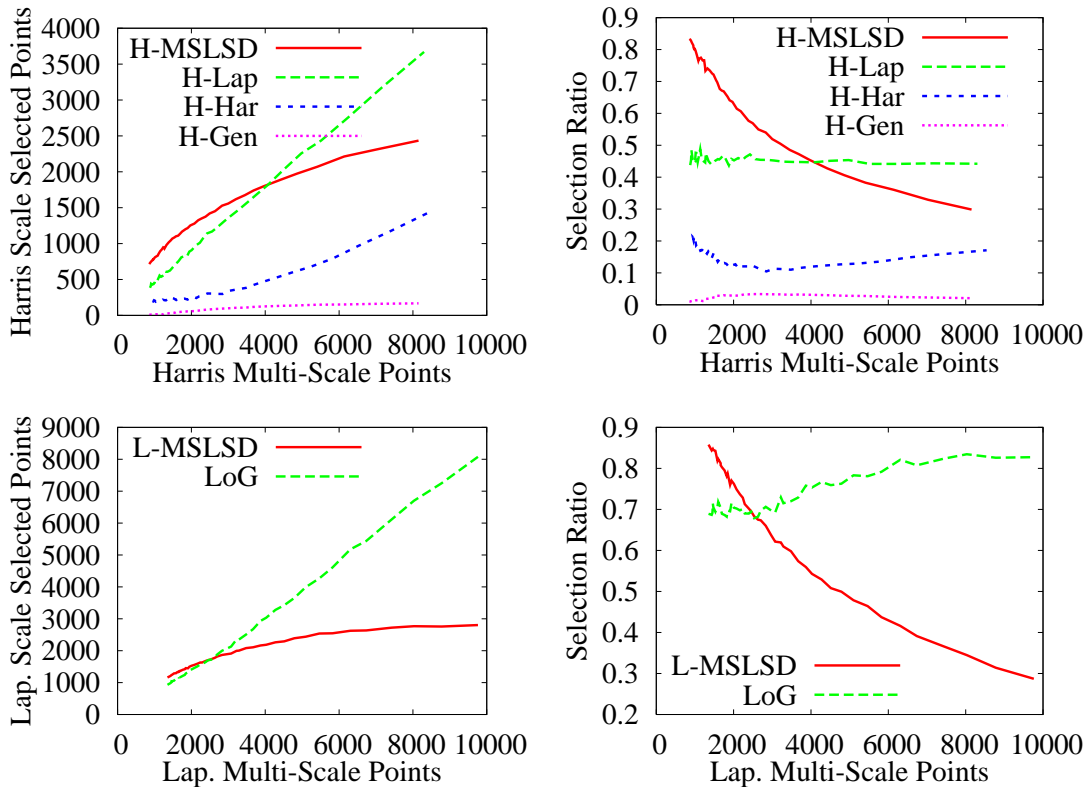 Harris Scale Selected Points
4000
3500
3000
2500
2000
1500
1000
500
0
H-MSLSD
H-Lap
H-Har
H-Gen
0 2000 4000 6000 8000 10000
Harris Multi-Scale Points
Selection Ratio
0.9
0.8
0.7
0.6
0.5
0.4
0.3
0.2
0.1
0
H-MSLSD
H-Lap
H-Har
H-Gen
0 2000 4000 6000 8000 10000
Harris Multi-Scale Points
Lap. Scale Selected Points
9000
8000
7000
6000
5000
4000
3000
2000
1000
0
L-MSLSD
LoG
0 2000 4000 6000 8000 10000
Lap. Multi-Scale Points
Selection Ratio
0.9
0.8
0.7
0.6
0.5
0.4
0.3
0.2
L-MSLSD
LoG
0 2000 4000 6000 8000 10000
Lap. Multi-Scale Points